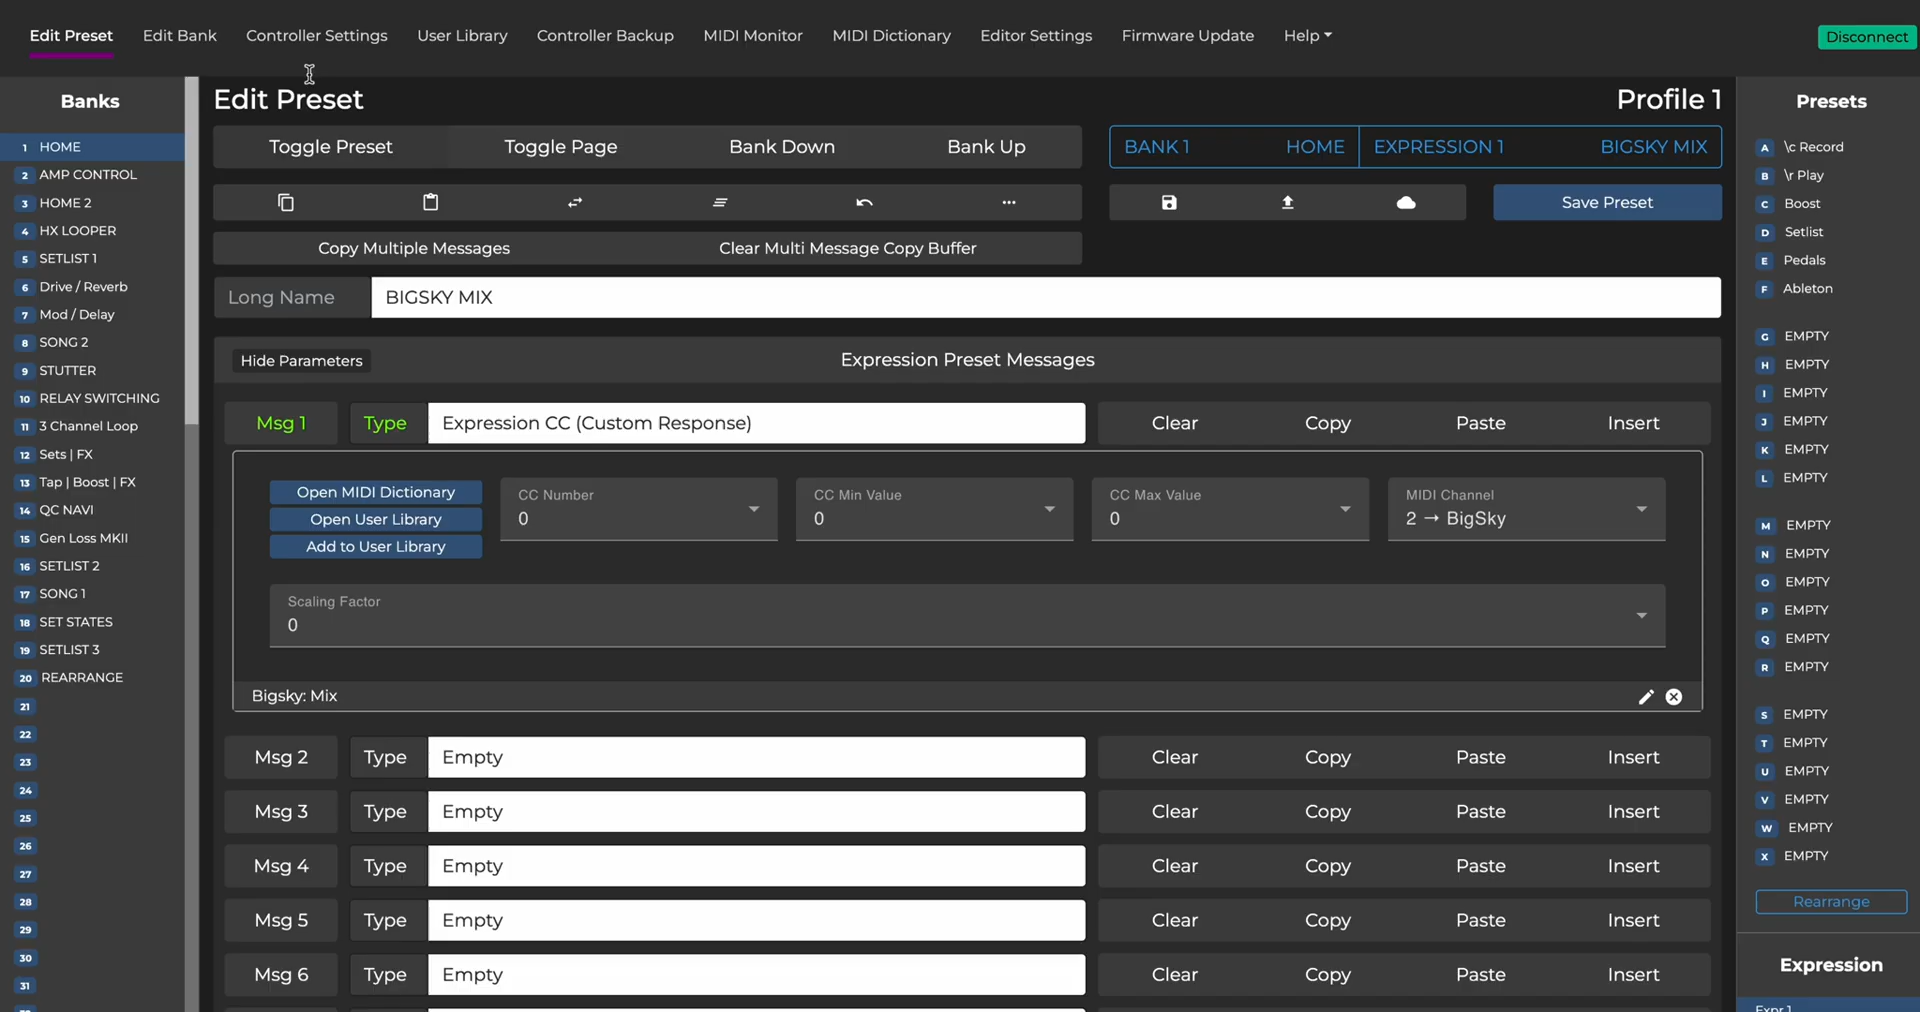 Edit Preset Edit Bank Controller Settings User Library Controller Backup MIDI Monitor MIDI Dictionary Editor Settings Firmware Update Help Disconnect
Banks
1 HOME
2 AMP CONTROL
3 HOME 2
4 HX LOOPER
5 SETLIST 1
6 Drive / Reverb
7 Mod / Delay
8 SONG 2
9 STUTTER
10 RELAY SWITCHING
11 3 Channel Loop
12 Sets | FX
13 Tap | Boost | FX
14 QC NAVI
15 Gen Loss MKII
16 SETLIST 2
17 SONG 1
18 SET STATES
19 SETLIST 3
20 REARRANGE
21
22
23
24
25
26
27
28
29
30
31
Edit Preset Profile 1
Toggle Preset Toggle Page Bank Down Bank Up BANK 1 HOME EXPRESSION 1 BIGSKY MIX
Save Preset
Copy Multiple Messages Clear Multi Message Copy Buffer
Long Name BIGSKY MIX
Hide Parameters Expression Preset Messages
Msg 1 Type Expression CC (Custom Response) Clear Copy Paste Insert
Open MIDI Dictionary
Open User Library
Add to User Library
CC Number CC Min Value CC Max Value MIDI Channel
0 0 0 2 → BigSky
Scaling Factor
0
Bigsky: Mix
Msg 2 Type Empty Clear Copy Paste Insert
Msg 3 Type Empty Clear Copy Paste Insert
Msg 4 Type Empty Clear Copy Paste Insert
Msg 5 Type Empty Clear Copy Paste Insert
Msg 6 Type Empty Clear Copy Paste Insert
Presets
A \c Record
B \r Play
C Boost
D Setlist
E Pedals
F Ableton
G EMPTY
H EMPTY
I EMPTY
J EMPTY
K EMPTY
L EMPTY
M EMPTY
N EMPTY
O EMPTY
P EMPTY
Q EMPTY
R EMPTY
S EMPTY
T EMPTY
U EMPTY
V EMPTY
W EMPTY
X EMPTY
Rearrange
Expression
Expr 1